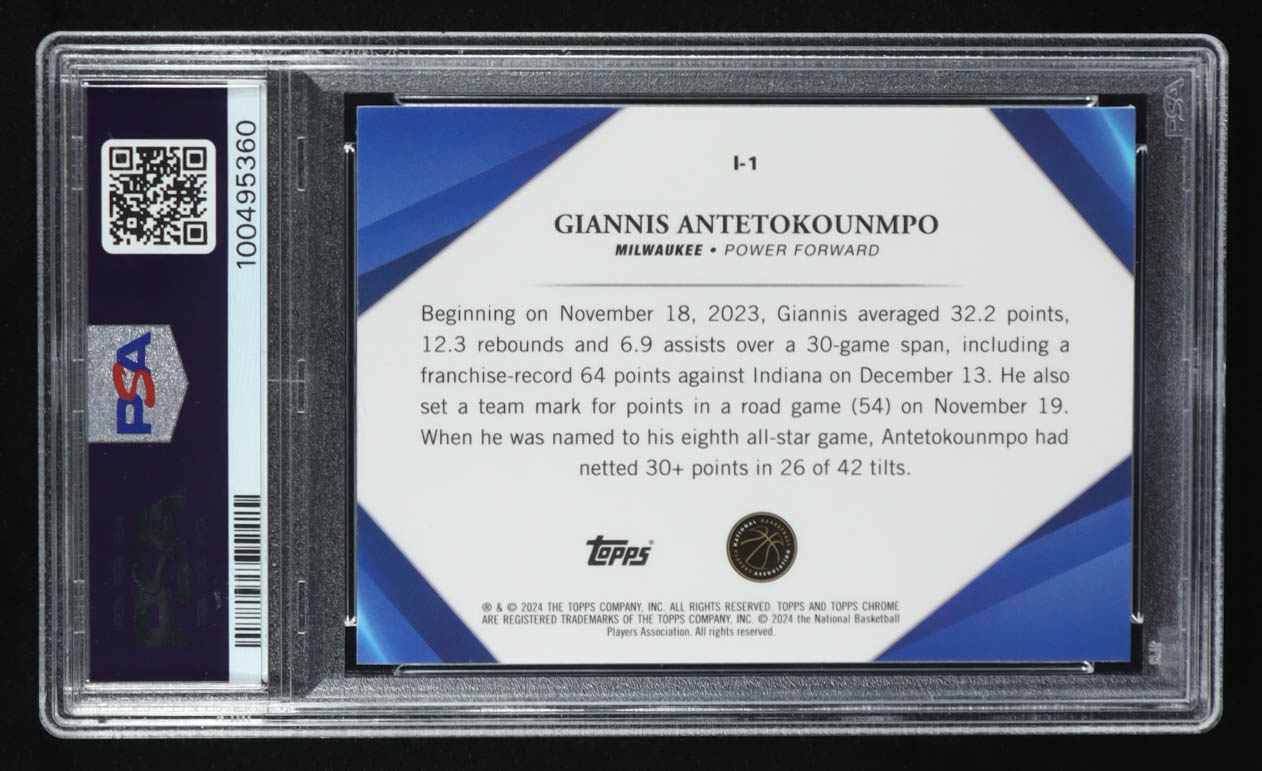 I-1
GIANNIS ANTETOKOUNMPO
MILWAUKEE • POWER FORWARD
Beginning on November 18, 2023, Giannis averaged 32.2 points,
12.3 rebounds and 6.9 assists over a 30-game span, including a
franchise-record 64 points against Indiana on December 13. He also
set a team mark for points in a road game (54) on November 19.
When he was named to his eighth all-star game, Antetokounmpo had
netted 30+ points in 26 of 42 tilts.
topps®
NATIONAL BASKETBALL
PLAYERS ASSOCIATION
® & © 2024 THE TOPPS COMPANY, INC. ALL RIGHTS RESERVED. TOPPS AND TOPPS CHROME
ARE REGISTERED TRADEMARKS OF THE TOPPS COMPANY, INC. © 2024 the National Basketball
Players Association. All rights reserved.
100495360
PSA
PSA
PSA